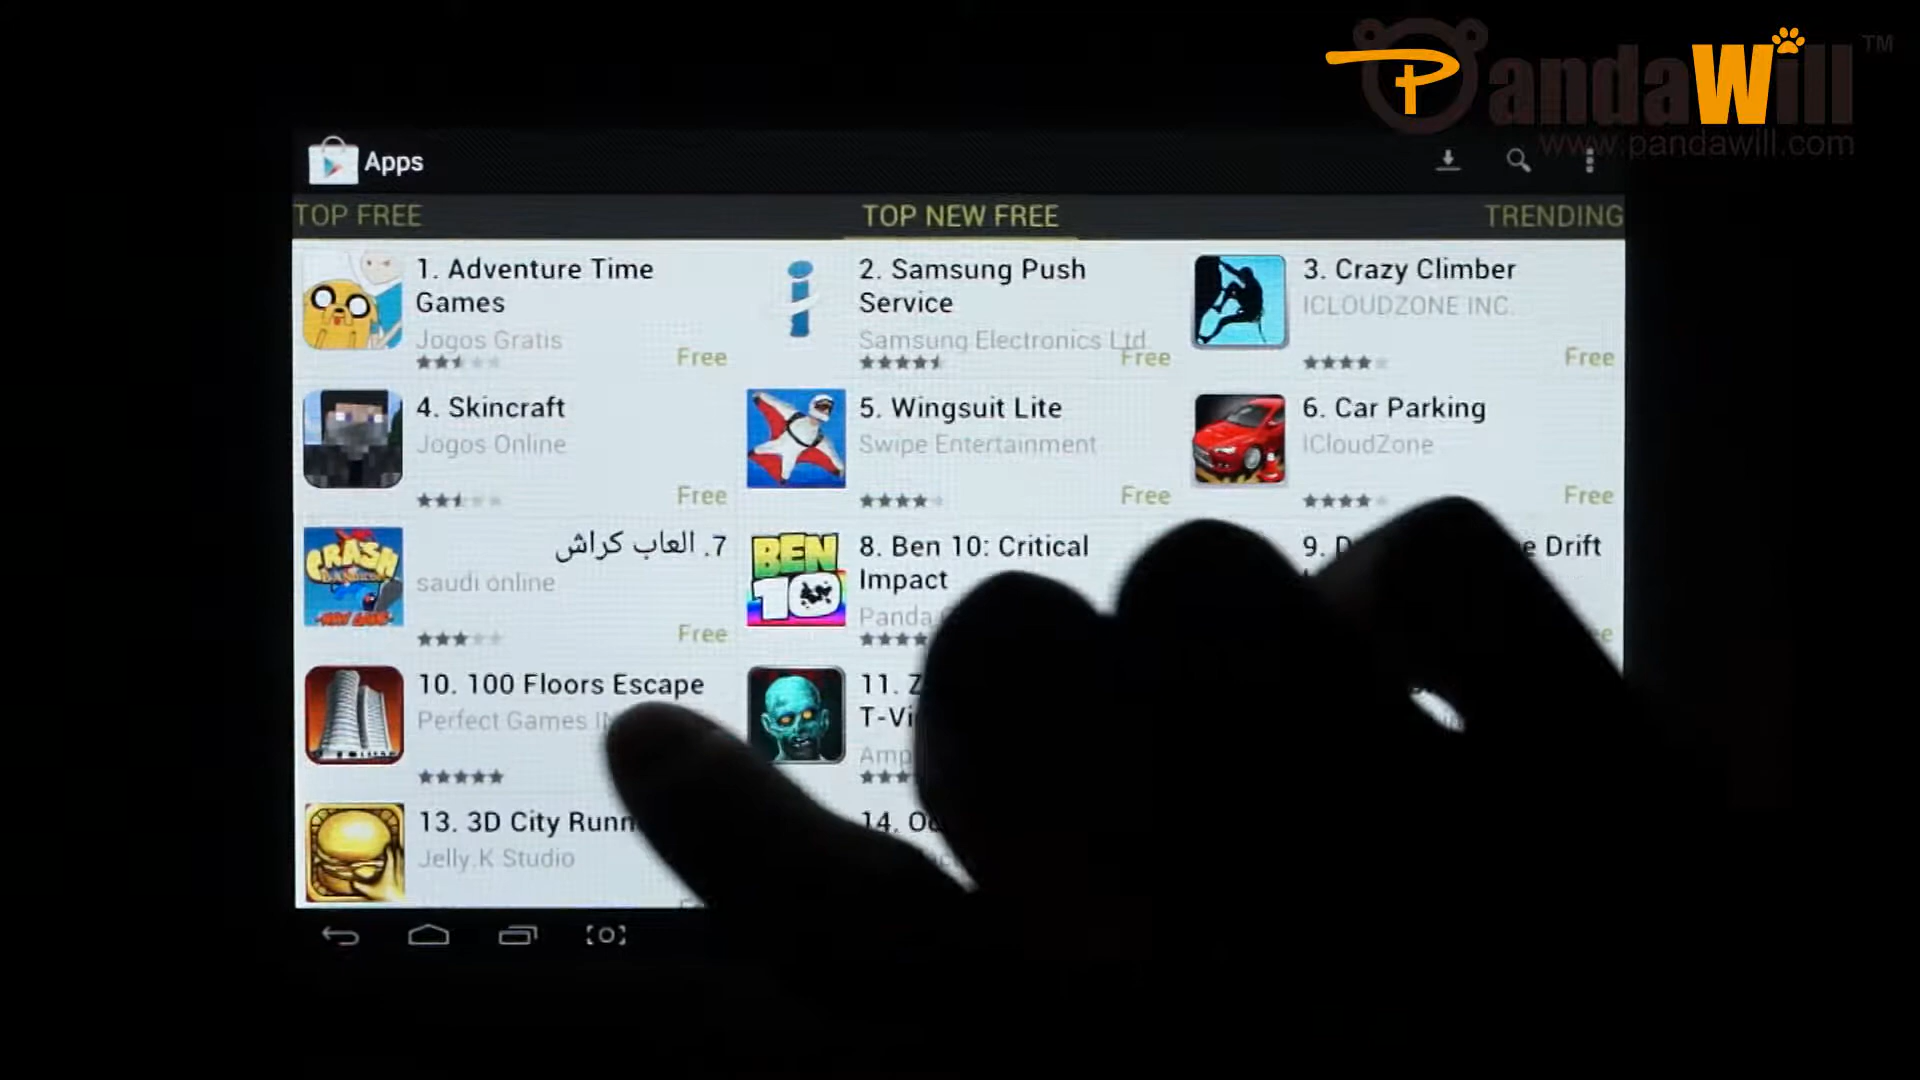 PandaWill™
www.pandawill.com
Apps
TOP FREE
TOP NEW FREE
TRENDING
1. Adventure Time
Games
Jogos Gratis
Free
2. Samsung Push
Service
Samsung Electronics Ltd
Free
3. Crazy Climber
ICLOUDZONE INC.
Free
4. Skincraft
Jogos Online
Free
5. Wingsuit Lite
Swipe Entertainment
Free
6. Car Parking
ICloudZone
Free
CRASH
7. العاب كراش
saudi online
Free
BEN
10
8. Ben 10: Critical
Impact
Panda
9.
Drift
10. 100 Floors Escape
Perfect Games
11.
T-Vi
13. 3D City Runn
Jelly.K Studio
14.